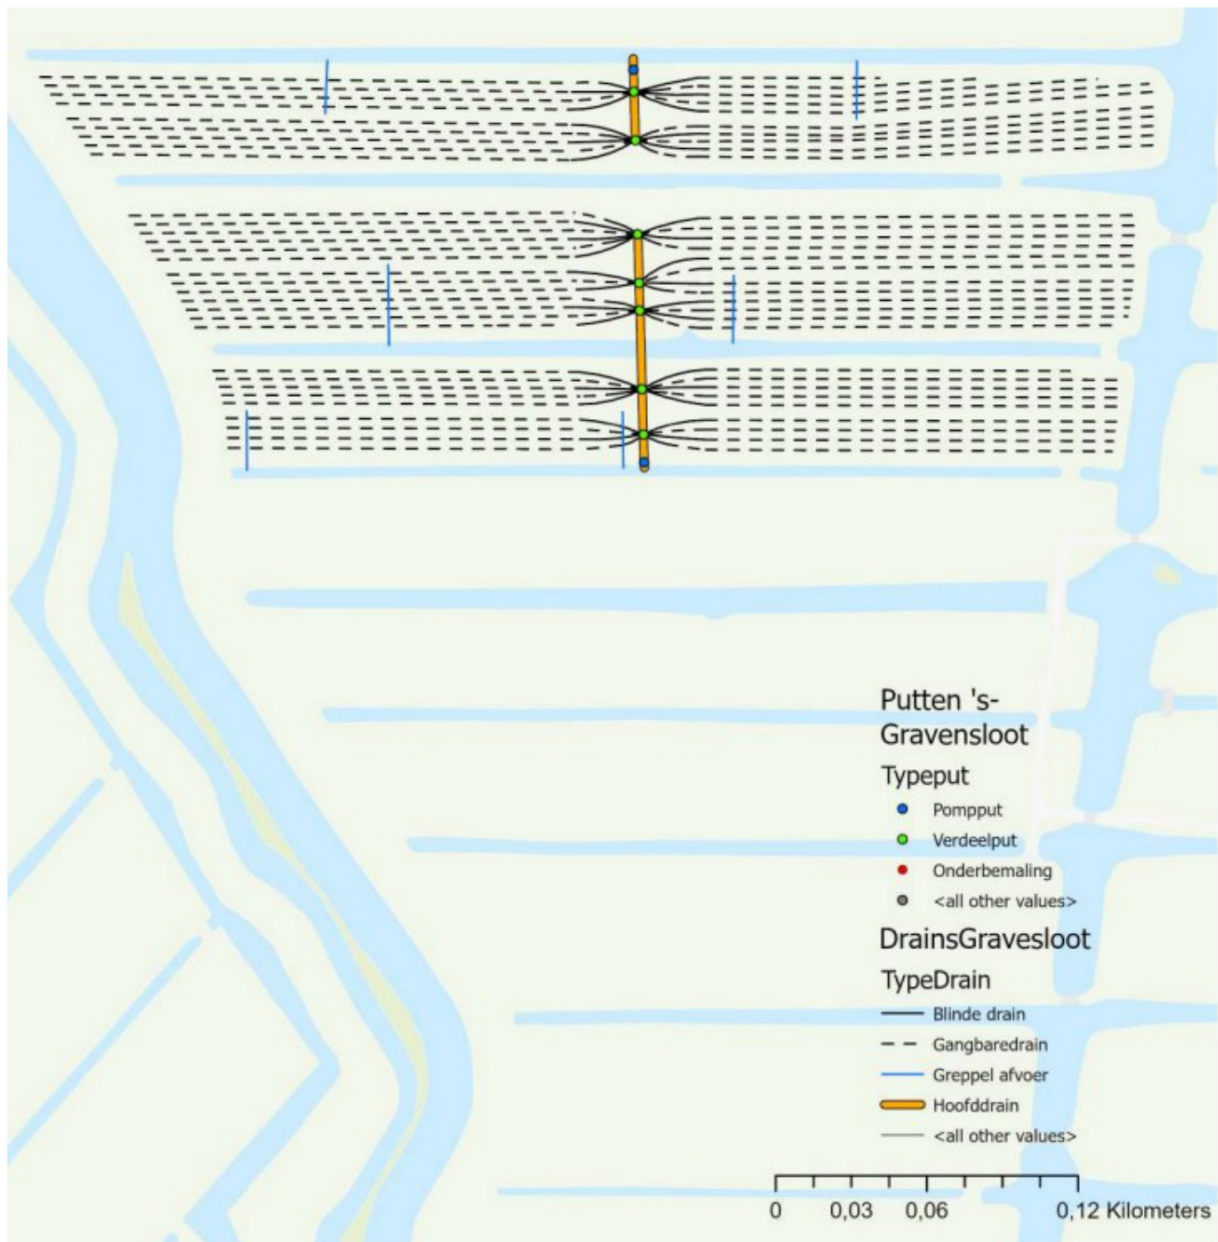 Putten 's-
Gravensloot
Typeput
Pompput
Verdeelput
Onderbemaling
<all other values>
DrainsGravesloot
TypeDrain
Blinde drain
Gangbaredrain
Greppel afvoer
Hoofddrain
<all other values>
0 0,03 0,06 0,12 Kilometers